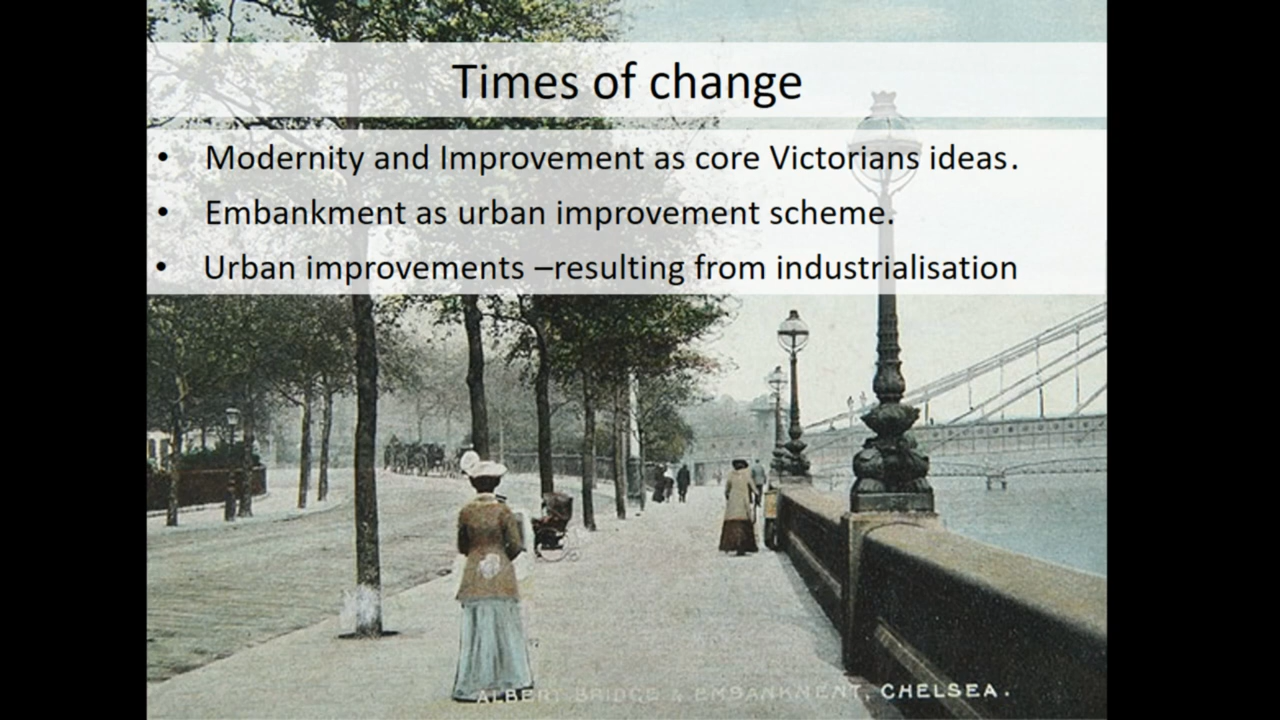 Times of change
• Modernity and Improvement as core Victorians ideas.
• Embankment as urban improvement scheme.
• Urban improvements –resulting from industrialisation
ALBERT BRIDGE & EMBANKMENT, CHELSEA.